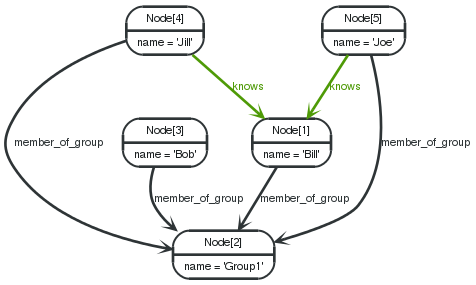 Node[4]
name = 'Jill'
Node[5]
name = 'Joe'
knows
knows
Node[3]
name = 'Bob'
Node[1]
name = 'Bill'
member_of_group
member_of_group
member_of_group
member_of_group
Node[2]
name = 'Group1'